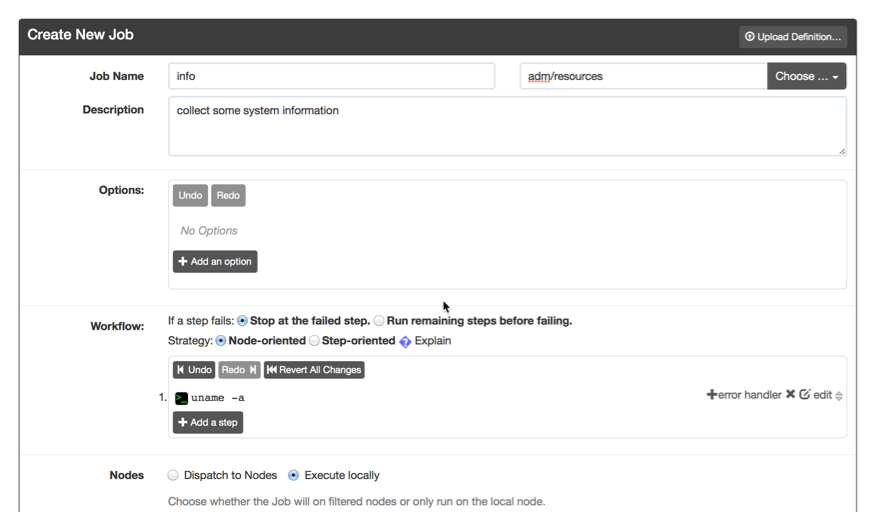 Create New Job
Upload Definition...
Job Name
info
adm/resources
Choose ...
Description
collect some system information
Options:
Undo Redo
No Options
Add an option
Workflow:
If a step fails: Stop at the failed step. Run remaining steps before failing.
Strategy: Node-oriented Step-oriented ? Explain
Undo Redo Revert All Changes
1. >_ uname -a
error handler edit
Add a step
Nodes
Dispatch to Nodes Execute locally
Choose whether the Job will on filtered nodes or only run on the local node.